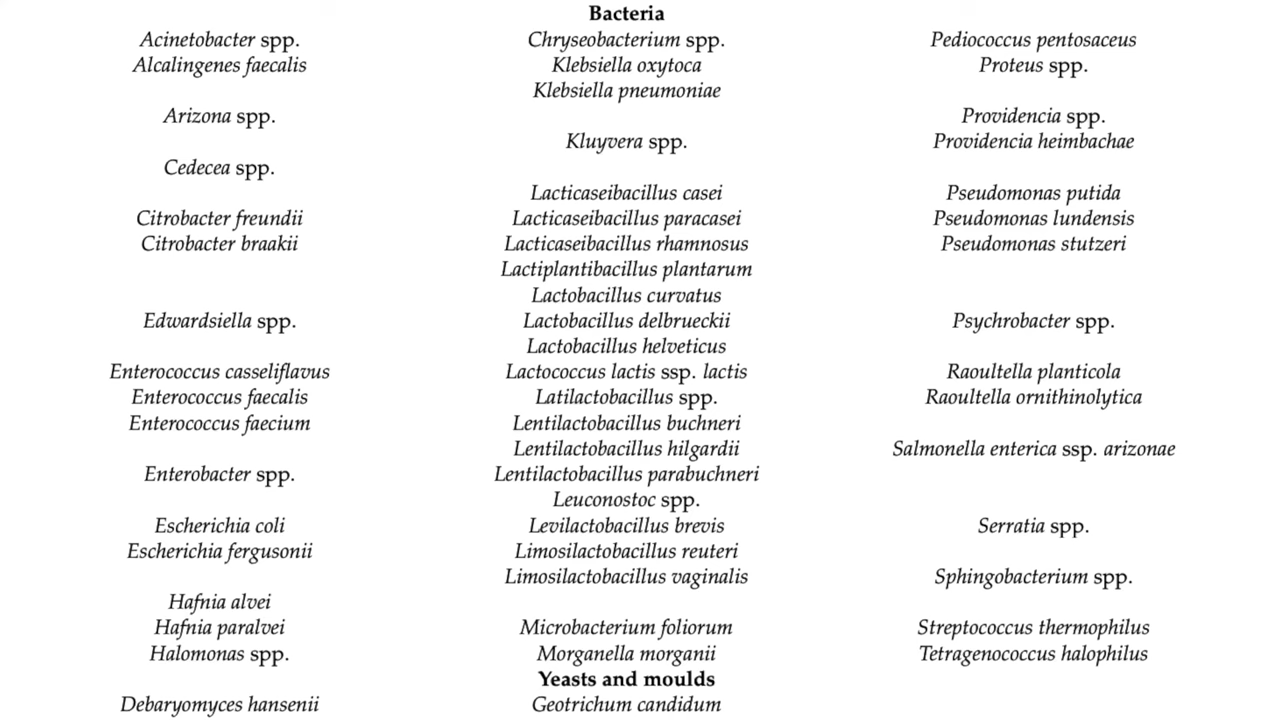 Bacteria
Acinetobacter spp. Chryseobacterium spp. Pediococcus pentosaceus
Alcalingenes faecalis Klebsiella oxytoca Proteus spp.
Klebsiella pneumoniae
Arizona spp. Providencia spp.
Kluyvera spp. Providencia heimbachae
Cedecea spp.
Lacticaseibacillus casei Pseudomonas putida
Citrobacter freundii Lacticaseibacillus paracasei Pseudomonas lundensis
Citrobacter braakii Lacticaseibacillus rhamnosus Pseudomonas stutzeri
Lactiplantibacillus plantarum
Lactobacillus curvatus
Edwardsiella spp. Lactobacillus delbrueckii Psychrobacter spp.
Lactobacillus helveticus
Enterococcus casseliflavus Lactococcus lactis ssp. lactis Raoultella planticola
Enterococcus faecalis Latilactobacillus spp. Raoultella ornithinolytica
Enterococcus faecium Lentilactobacillus buchneri
Lentilactobacillus hilgardii Salmonella enterica ssp. arizonae
Enterobacter spp. Lentilactobacillus parabuchneri
Leuconostoc spp.
Escherichia coli Levilactobacillus brevis Serratia spp.
Escherichia fergusonii Limosilactobacillus reuteri
Limosilactobacillus vaginalis Sphingobacterium spp.
Hafnia alvei
Hafnia paralvei Microbacterium foliorum Streptococcus thermophilus
Halomonas spp. Morganella morganii Tetragenococcus halophilus
Yeasts and moulds
Debaryomyces hansenii Geotrichum candidum